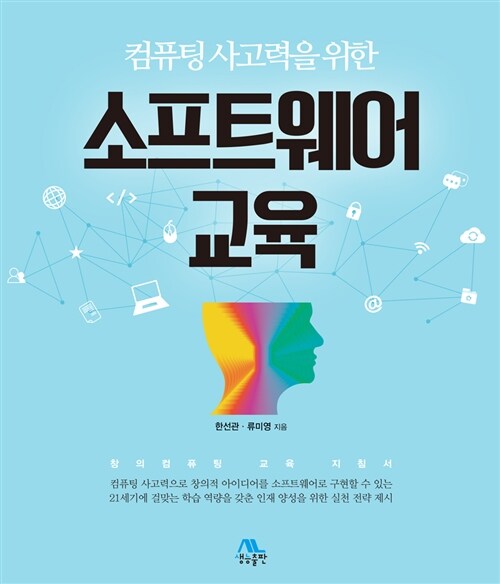 컴퓨팅 사고력을 위한
소프트웨어
교육
</>
@
한선관 · 류미영 지음
창의컴퓨팅 교육 지침서
컴퓨팅 사고력으로 창의적 아이디어를 소프트웨어로 구현할 수 있는
21세기에 걸맞는 학습 역량을 갖춘 인재 양성을 위한 실천 전략 제시
생능출판